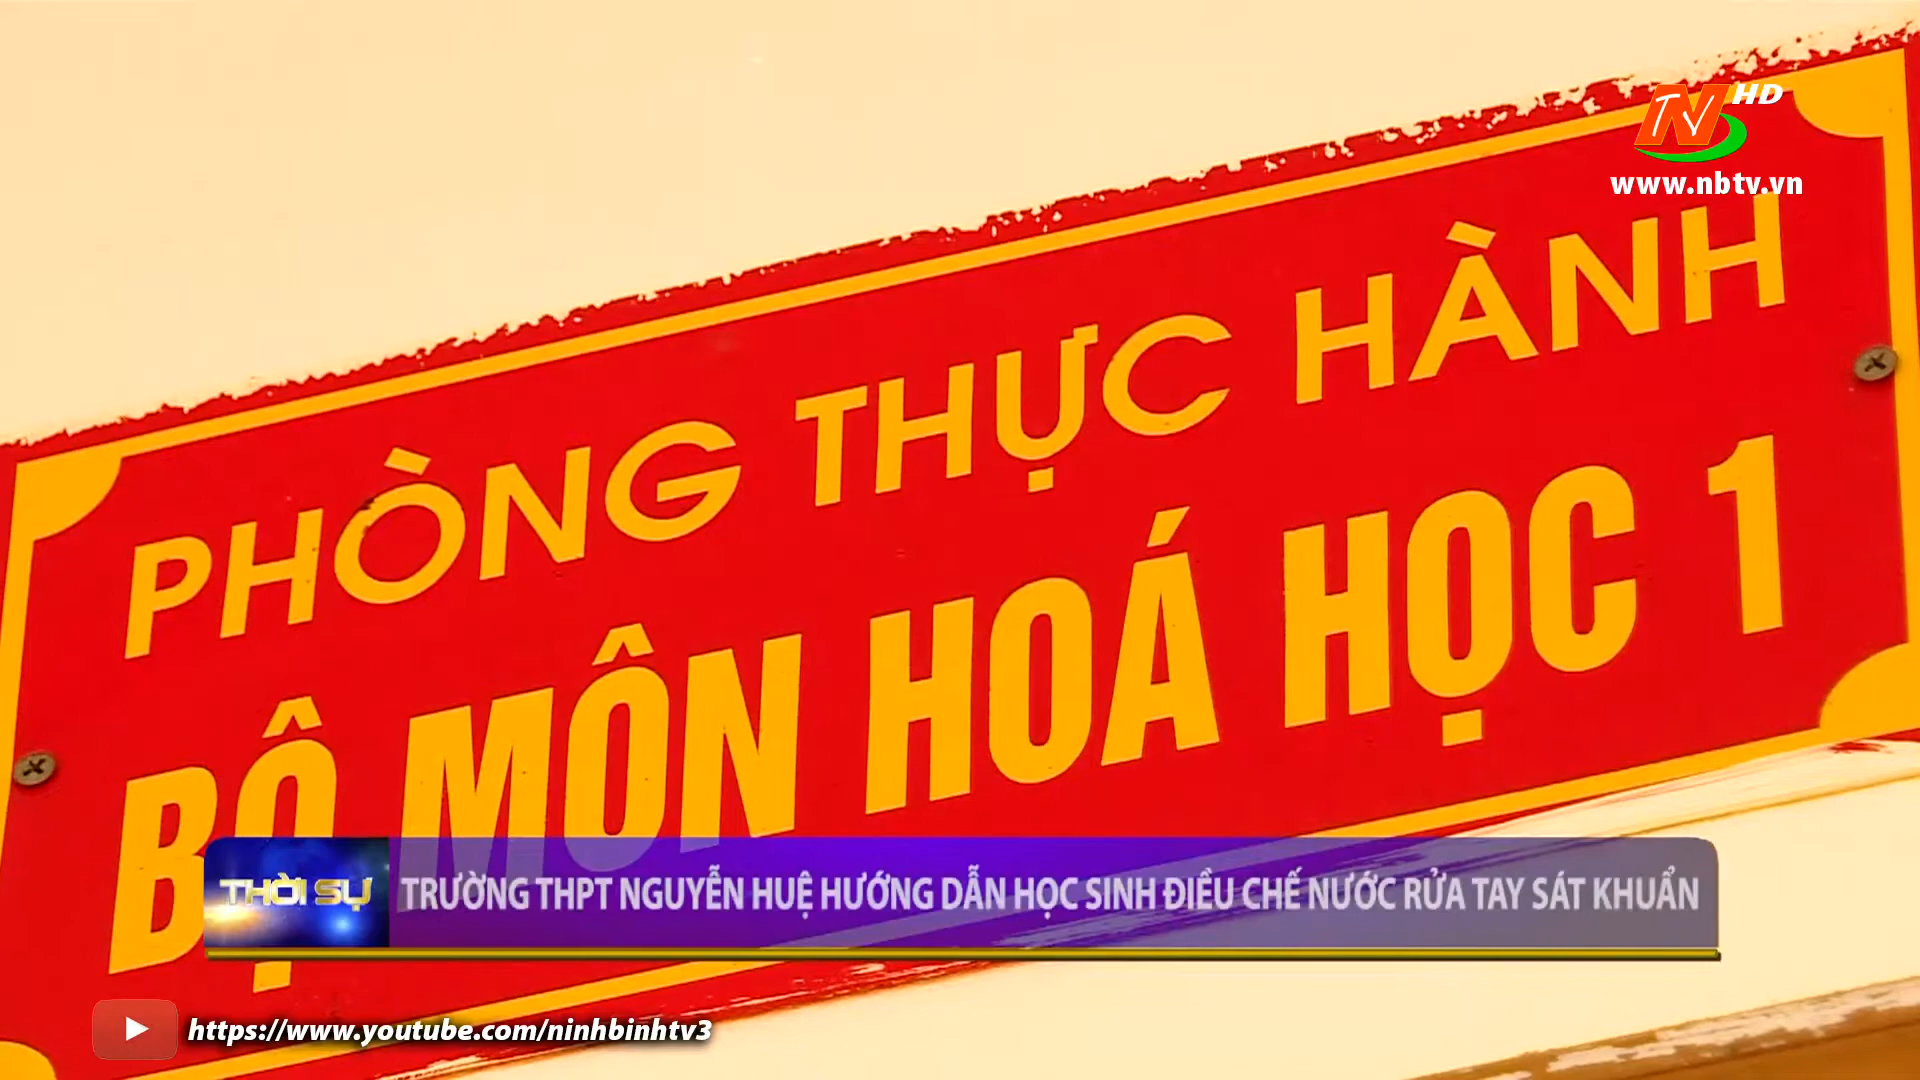 HD
TV N
www.nbtv.vn
PHÒNG THỰC HÀNH
BỘ MÔN HOÁ HỌC 1
THỜI SỰ
TRƯỜNG THPT NGUYỄN HUỆ HƯỚNG DẪN HỌC SINH ĐIỀU CHẾ NƯỚC RỬA TAY SÁT KHUẨN
https://www.youtube.com/ninhbinhtv3